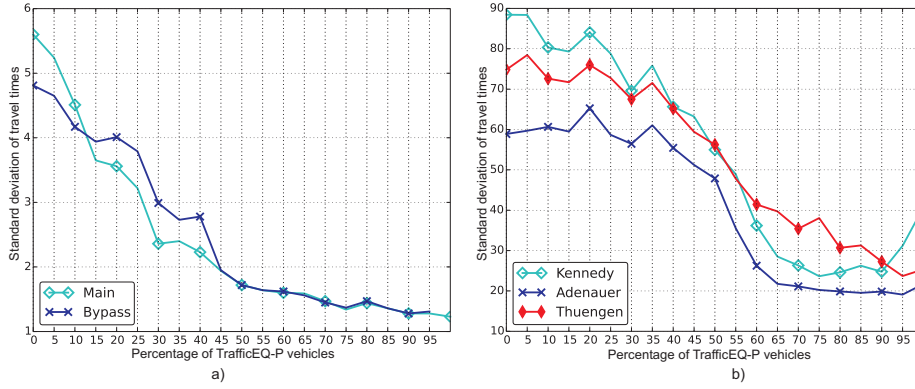 6
5
4
3
2
1
Standard deviation of travel times
Main
Bypass
0 5 10 15 20 25 30 35 40 45 50 55 60 65 70 75 80 85 90 95
Percentage of TrafficEQ-P vehicles
a)
90
80
70
60
50
40
30
20
10
Standard deviation of travel times
Kennedy
Adenauer
Thuengen
0 5 10 15 20 25 30 35 40 45 50 55 60 65 70 75 80 85 90 95
Percentage of TrafficEQ-P vehicles
b)